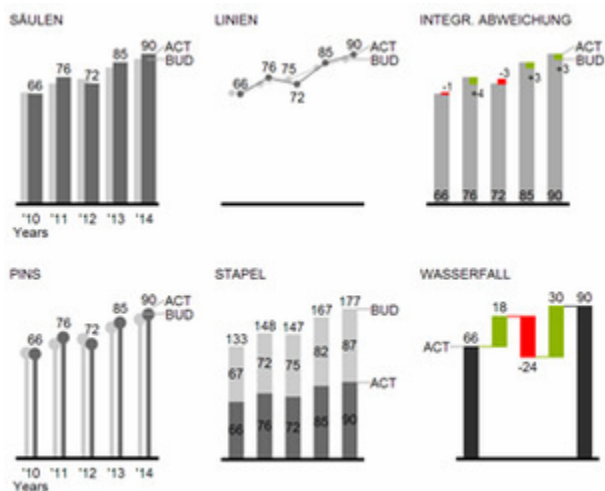 SÄULEN
66 76 72 85 90
ACT
BUD
'10 '11 '12 '13 '14
Years
LINIEN
66 76 75 72 85 90
ACT
BUD
INTEGR. ABWEICHUNG
-1 +4 -3 +3 +3
ACT
BUD
66 76 72 85 90
PINS
66 76 72 85 90
ACT
BUD
'10 '11 '12 '13 '14
Years
STAPEL
133 148 147 167 177
BUD
67 72 75 82 87
ACT
66 76 72 85 90
WASSERFALL
ACT
66 18 -24 30 90